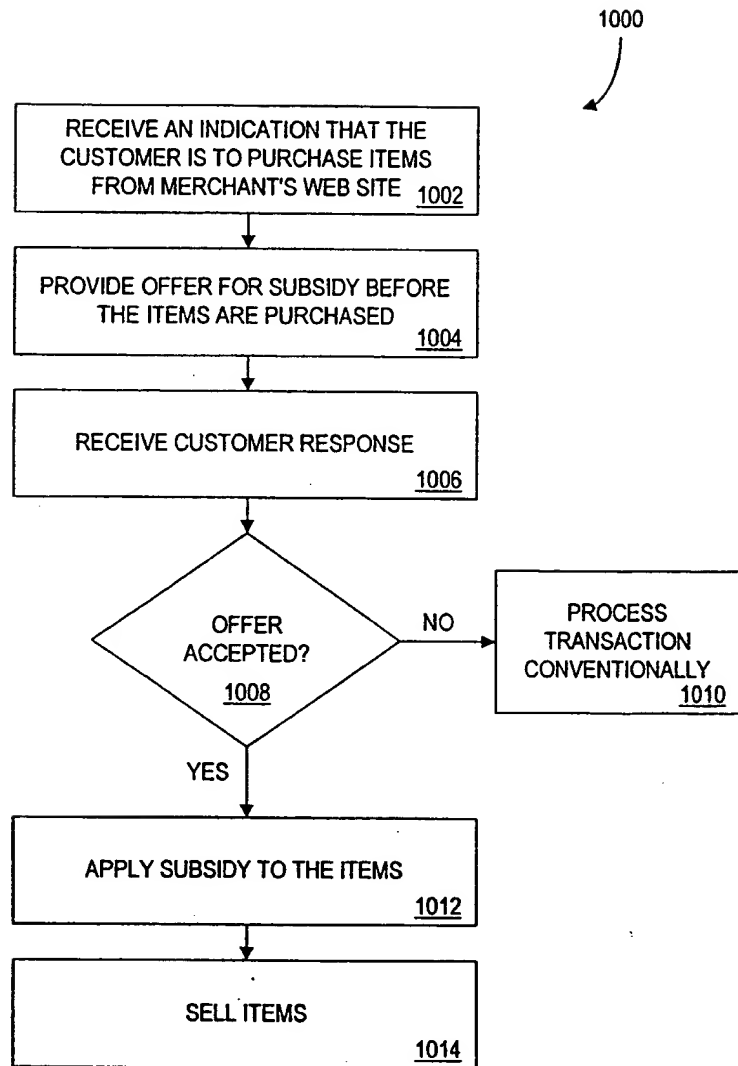 1000
RECEIVE AN INDICATION THAT THE
CUSTOMER IS TO PURCHASE ITEMS
FROM MERCHANT'S WEB SITE
1002
PROVIDE OFFER FOR SUBSIDY BEFORE
THE ITEMS ARE PURCHASED
1004
RECEIVE CUSTOMER RESPONSE
1006
OFFER
ACCEPTED?
1008
NO
PROCESS
TRANSACTION
CONVENTIONALLY
1010
YES
APPLY SUBSIDY TO THE ITEMS
1012
SELL ITEMS
1014